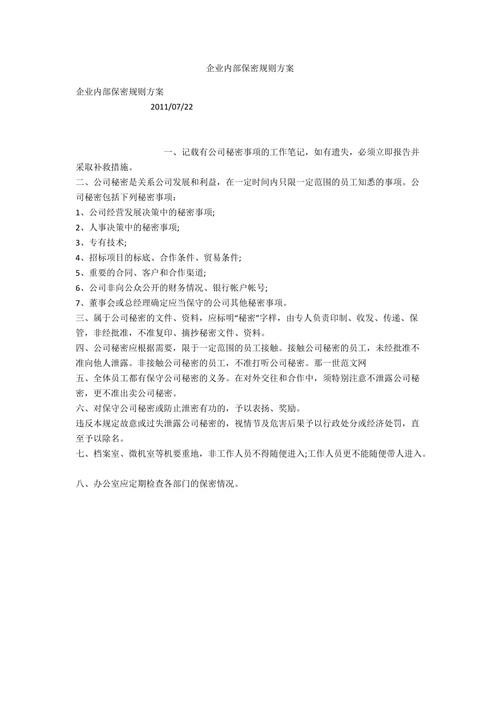 企业内部保密规则方案
企业内部保密规则方案
2011/07/22
一、记载有公司秘密事项的工作笔记，如有遗失，必须立即报告并
采取补救措施。
二、公司秘密是关系公司发展和利益，在一定时间内只限一定范围的员工知悉的事项。公
司秘密包括下列秘密事项：
1、公司经营发展决策中的秘密事项;
2、人事决策中的秘密事项;
3、专有技术;
4、招标项目的标底、合作条件、贸易条件;
5、重要的合同、客户和合作渠道;
6、公司非向公众公开的财务情况、银行帐户帐号;
7、董事会或总经理确定应当保守的公司其他秘密事项。
三、属于公司秘密的文件、资料，应标明“秘密”字样，由专人负责印制、收发、传递、保
管，非经批准，不准复印、摘抄秘密文件、资料。
四、公司秘密应根据需要，限于一定范围的员工接触。接触公司秘密的员工，未经批准不
准向他人泄露。非接触公司秘密的员工，不准打听公司秘密。那一世范文网
五、全体员工都有保守公司秘密的义务。在对外交往和合作中，须特别注意不泄露公司秘
密，更不准出卖公司秘密。
六、对保守公司秘密或防止泄密有功的，予以表扬、奖励。
违反本规定故意或过失泄露公司秘密的，视情节及危害后果予以行政处分或经济处罚，直
至予以除名。
七、档案室、微机室等机要重地，非工作人员不得随便进入;工作人员更不能随便带人进入。
八、办公室应定期检查各部门的保密情况。